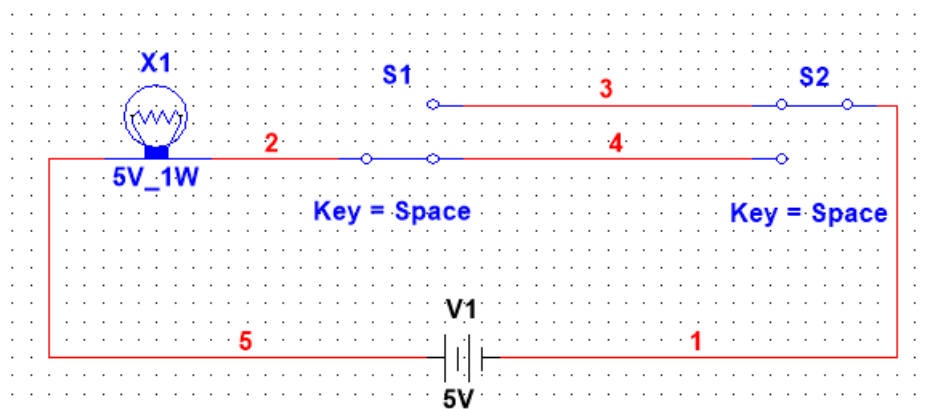 X1
S1
3
S2
2
4
5V_1W
Key = Space
Key = Space
V1
5
1
5V